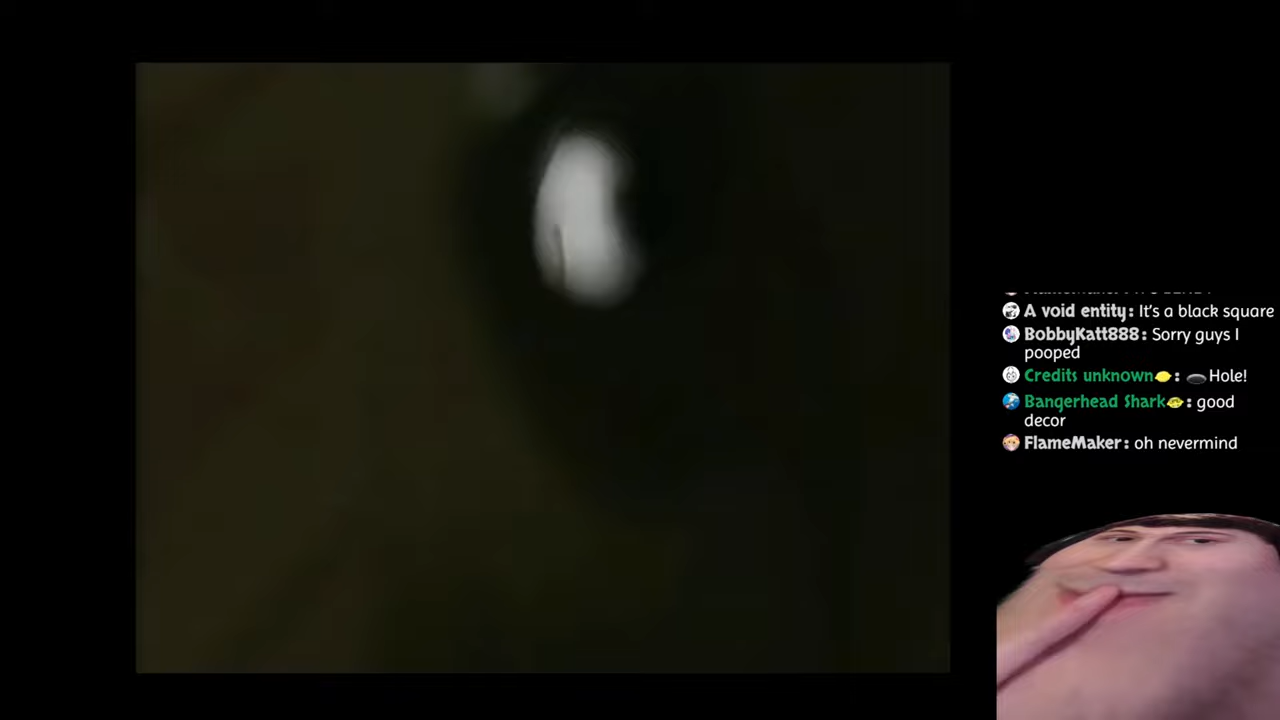 A void entity: It's a black square
BobbyKatt888: Sorry guys I
pooped
Credits unknown: Hole!
Bangerhead Shark: good
decor
FlameMaker: oh nevermind